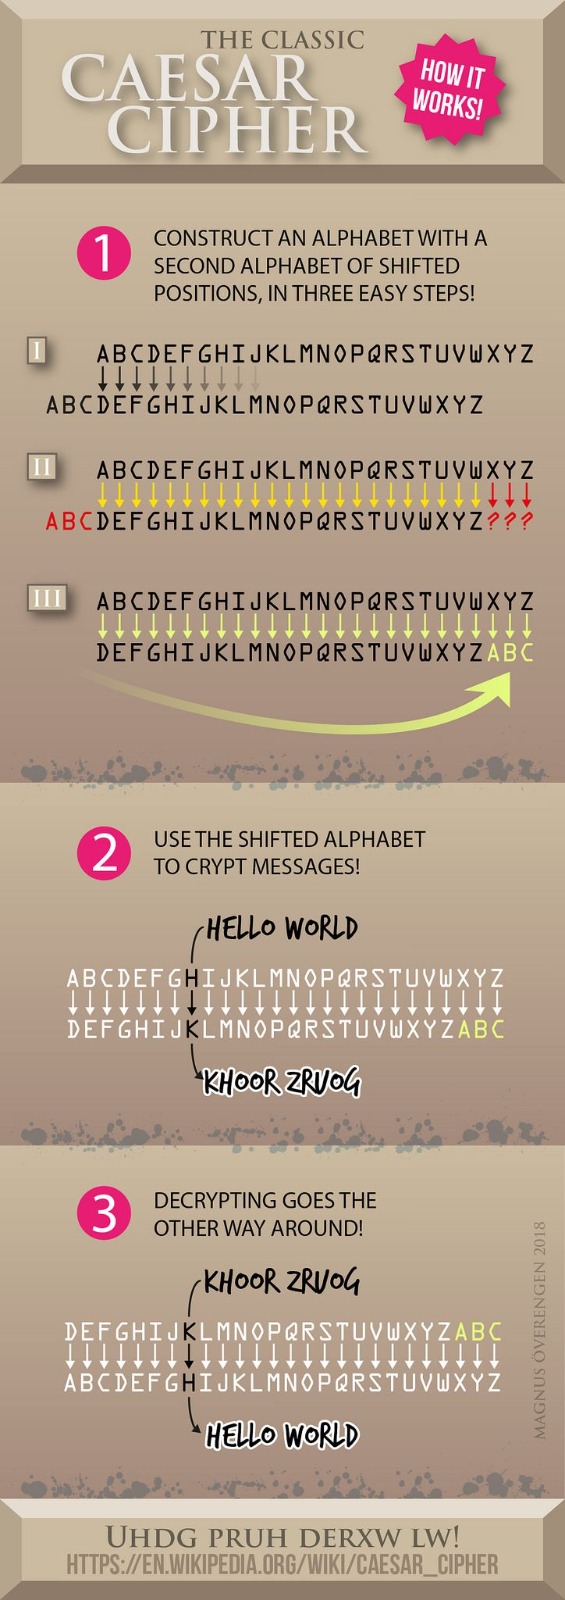 THE CLASSIC
CAESAR
CIPHER
HOW IT
WORKS!
1
CONSTRUCT AN ALPHABET WITH A
SECOND ALPHABET OF SHIFTED
POSITIONS, IN THREE EASY STEPS!
I
ABCDEFGHIJKLMNOPQRSTUVWXYZ
ABCDEFGHIJKLMNOPQRSTUVWXYZ
II
ABCDEFGHIJKLMNOPQRSTUVWXYZ
ABCDEFGHIJKLMNOPQRSTUVWXYZ???
III
ABCDEFGHIJKLMNOPQRSTUVWXYZ
DEFGHIJKLMNOPQRSTUVWXYZABC
2
USE THE SHIFTED ALPHABET
TO CRYPT MESSAGES!
HELLO WORLD
ABCDEFGHIJKLMNOPQRSTUVWXYZ
DEFGHIJKLMNOPQRSTUVWXYZABC
KHOOR ZRUOG
3
DECRYPTING GOES THE
OTHER WAY AROUND!
KHOOR ZRUOG
DEFGHIJKLMNOPQRSTUVWXYZABC
ABCDEFGHIJKLMNOPQRSTUVWXYZ
HELLO WORLD
MAGNUS ÖVERENGEN 2018
UHDG PRUH DERXW LW!
HTTPS://EN.WIKIPEDIA.ORG/WIKI/CAESAR_CIPHER